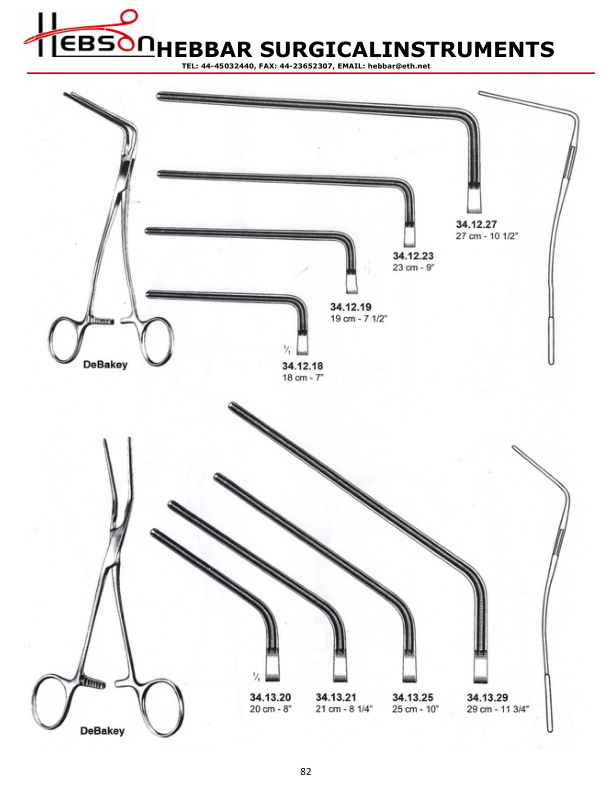 HEBSON
HEBBAR SURGICALINSTRUMENTS
TEL: 44-45032440, FAX: 44-23652307, EMAIL: hebbar@eth.net
34.12.27
27 cm - 10 1/2"
34.12.23
23 cm - 9"
34.12.19
19 cm - 7 1/2"
1/1
34.12.18
18 cm - 7"
DeBakey
1/1
34.13.20
20 cm - 8"
34.13.21
21 cm - 8 1/4"
34.13.25
25 cm - 10"
34.13.29
29 cm - 11 3/4"
DeBakey
82